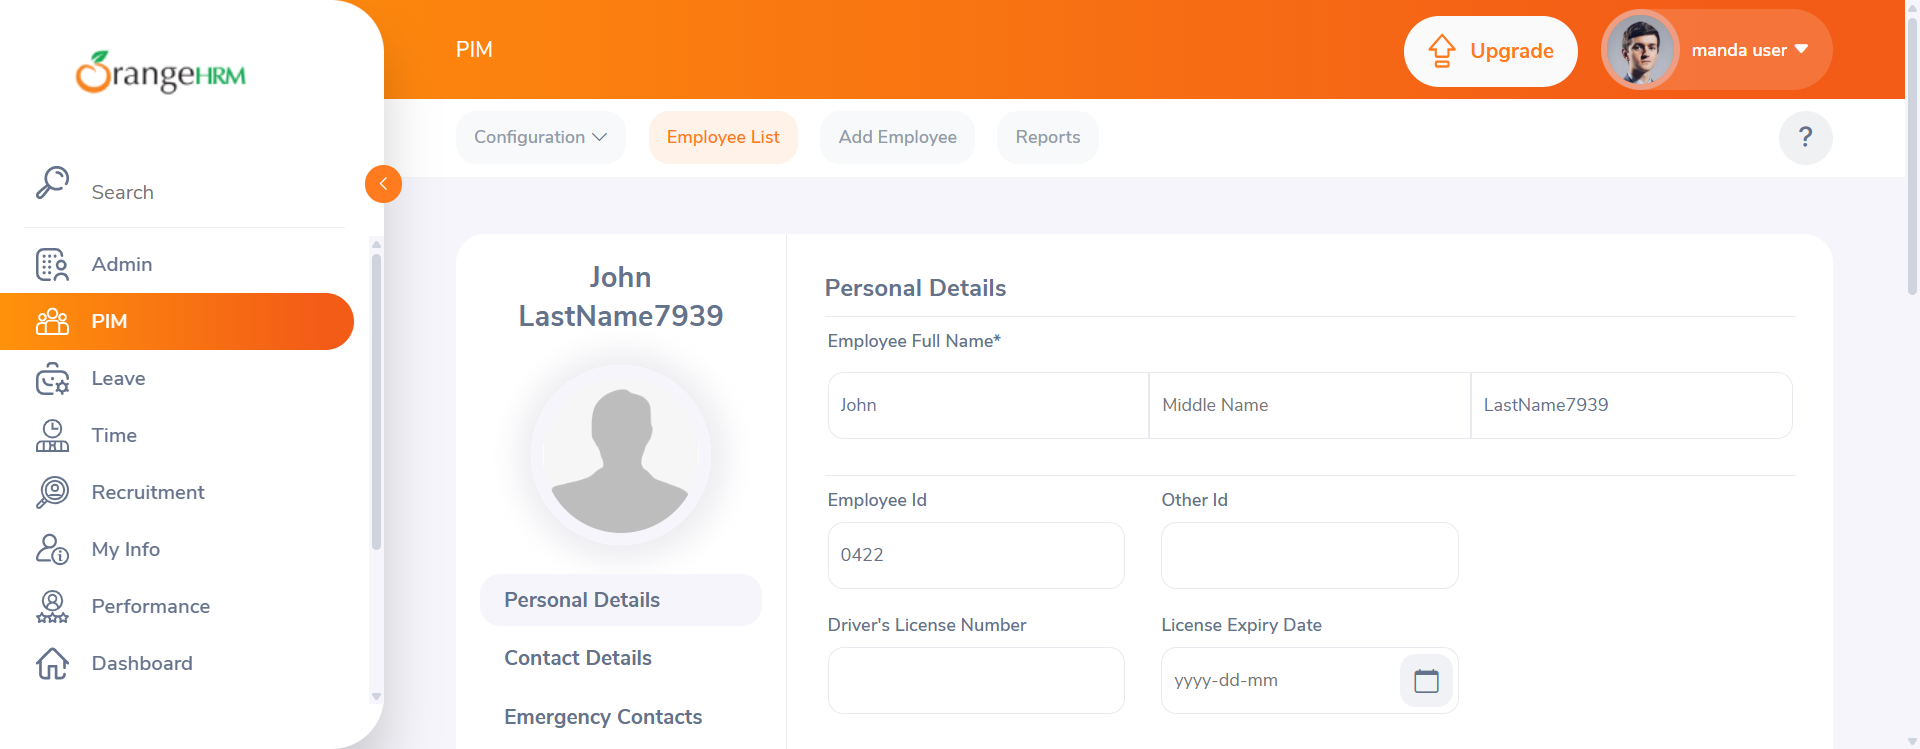 OrangeHRM
PIM
Upgrade
manda user
Configuration
Employee List
Add Employee
Reports
?
Search
Admin
PIM
Leave
Time
Recruitment
My Info
Performance
Dashboard
John
LastName7939
Personal Details
Contact Details
Emergency Contacts
Personal Details
Employee Full Name*
John
Middle Name
LastName7939
Employee Id
Other Id
0422
Driver's License Number
License Expiry Date
yyyy-dd-mm